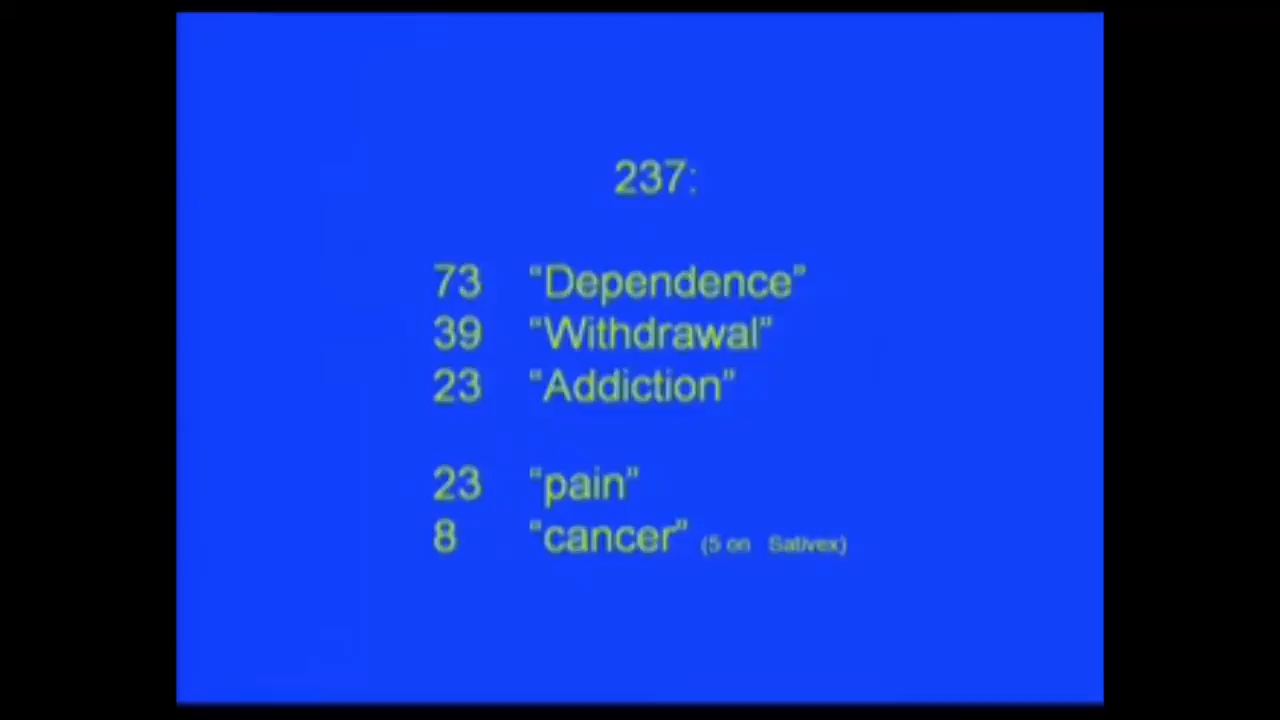 237:
73 “Dependence”
39 “Withdrawal”
23 “Addiction”
23 “pain”
8 “cancer” (5 on Sativex)